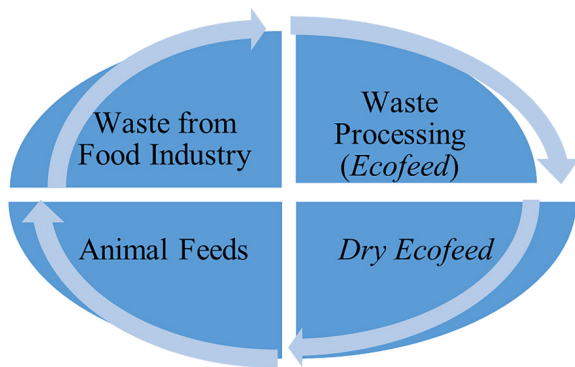 Waste from
Food Industry
Waste
Processing
(Ecofeed)
Animal Feeds
Dry Ecofeed